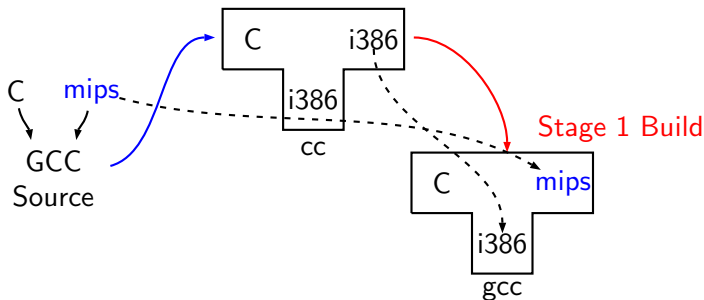 C i386
i386
cc
C mips
GCC
Source
Stage 1 Build
C mips
i386
gcc